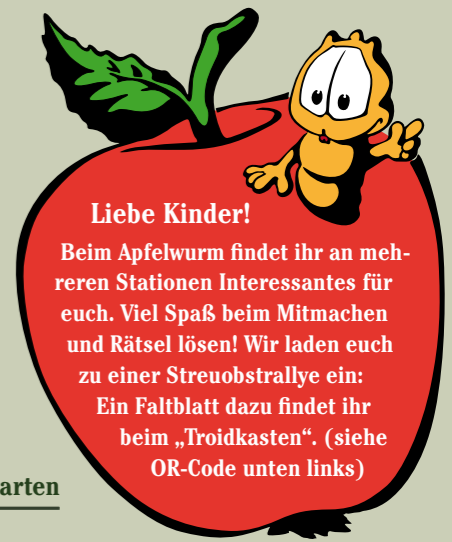 Liebe Kinder!
Beim Apfelwurm findet ihr an meh-
reren Stationen Interessantes für
euch. Viel Spaß beim Mitmachen
und Rätsel lösen! Wir laden euch
zu einer Streuobstrallye ein:
Ein Faltblatt dazu findet ihr
beim „Troidkasten“. (siehe
OR-Code unten links)
arten